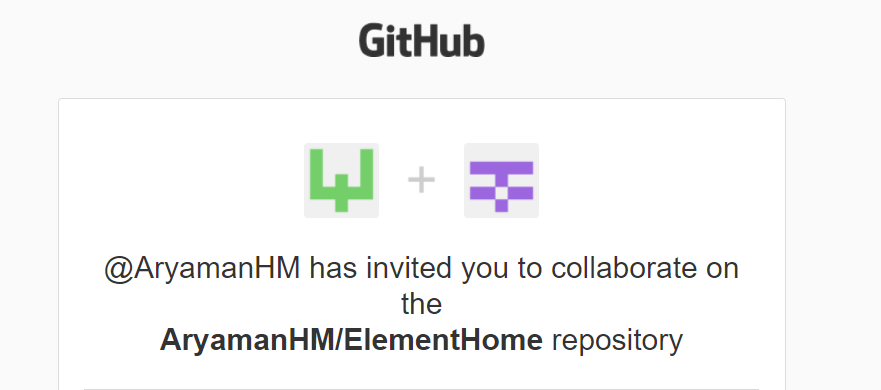 GitHub
@AryamanHM has invited you to collaborate on
the
AryamanHM/ElementHome repository